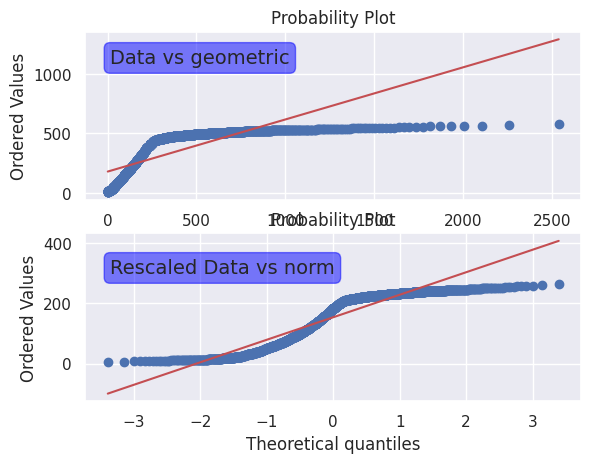 Probability Plot
Data vs geometric
Ordered Values
1000
500
0
0
500
1000
1500
2000
2500
Probability Plot
Rescaled Data vs norm
Ordered Values
400
200
0
−3
−2
−1
0
1
2
3
Theoretical quantiles